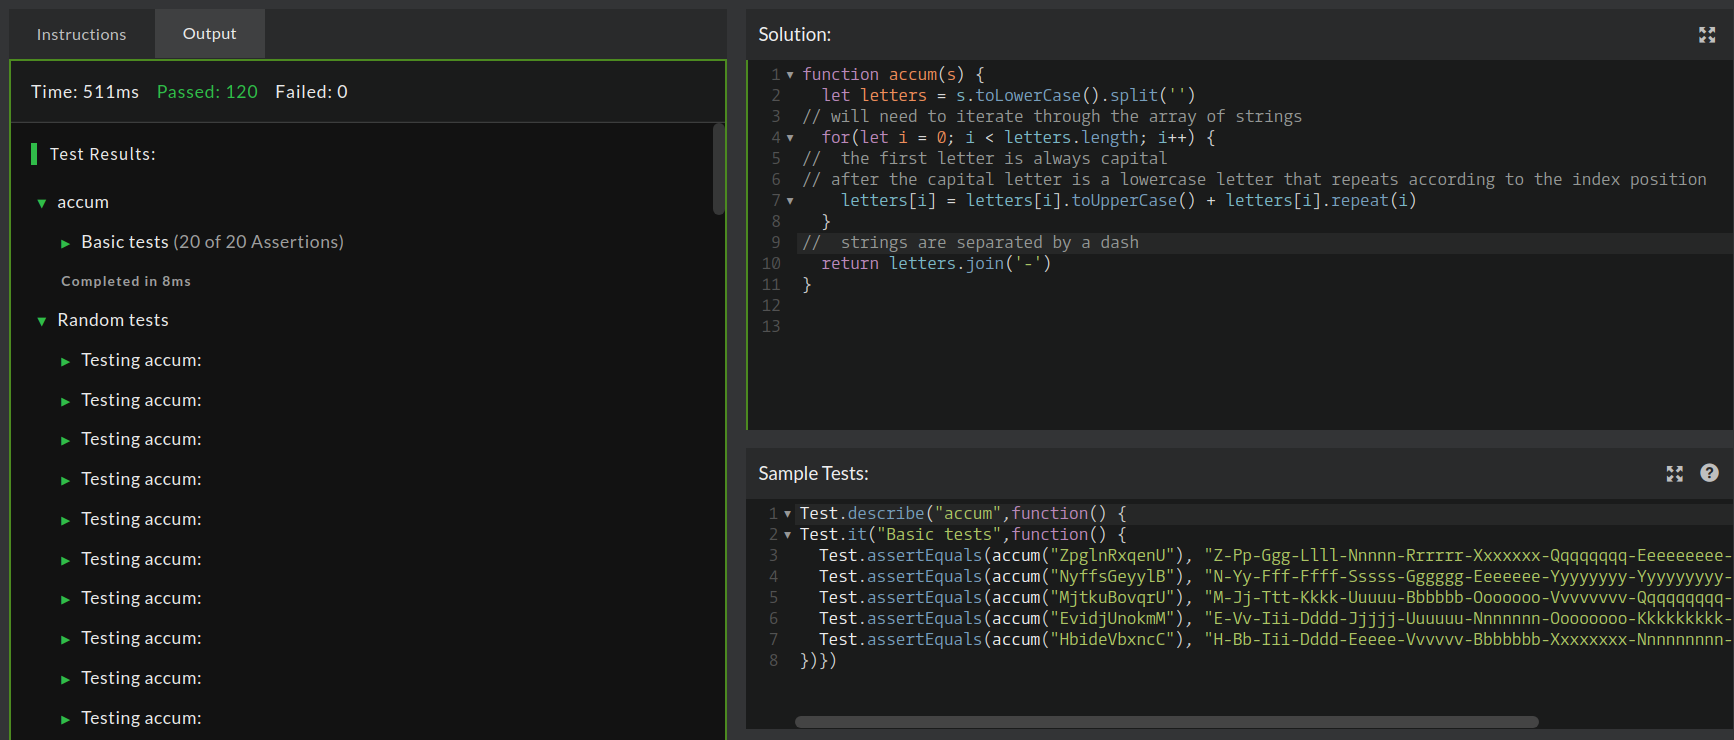 Instructions
Output
Time: 511ms Passed: 120 Failed: 0
Test Results:
accum
Basic tests (20 of 20 Assertions)
Completed in 8ms
Random tests
Testing accum:
Testing accum:
Testing accum:
Testing accum:
Testing accum:
Testing accum:
Testing accum:
Testing accum:
Testing accum:
Testing accum:
Solution:
1 function accum(s) {
2   let letters = s.toLowerCase().split('')
3 // will need to iterate through the array of strings
4   for(let i = 0; i < letters.length; i++) {
5 //  the first letter is always capital
6 // after the capital letter is a lowercase letter that repeats according to the index position
7     letters[i] = letters[i].toUpperCase() + letters[i].repeat(i)
8   }
9 //  strings are separated by a dash
10   return letters.join('-')
11 }
12
13
Sample Tests:
?
1 Test.describe("accum",function() {
2 Test.it("Basic tests",function() {
3   Test.assertEquals(accum("ZpglnRxqenU"), "Z-Pp-Ggg-Llll-Nnnnn-Rrrrrr-Xxxxxxx-Qqqqqqqq-Eeeeeeeee-
4   Test.assertEquals(accum("NyffsGeyylB"), "N-Yy-Fff-Ffff-Sssss-Gggggg-Eeeeeee-Yyyyyyyy-Yyyyyyyyy-
5   Test.assertEquals(accum("MjtkuBovqrU"), "M-Jj-Ttt-Kkkk-Uuuuu-Bbbbbb-Ooooooo-Vvvvvvvv-Qqqqqqqqq-
6   Test.assertEquals(accum("EvidjUnokmM"), "E-Vv-Iii-Dddd-Jjjjj-Uuuuuu-Nnnnnnn-Oooooooo-Kkkkkkkkk-
7   Test.assertEquals(accum("HbideVbxncC"), "H-Bb-Iii-Dddd-Eeeee-Vvvvvv-Bbbbbbb-Xxxxxxxx-Nnnnnnnnn-
8 })})